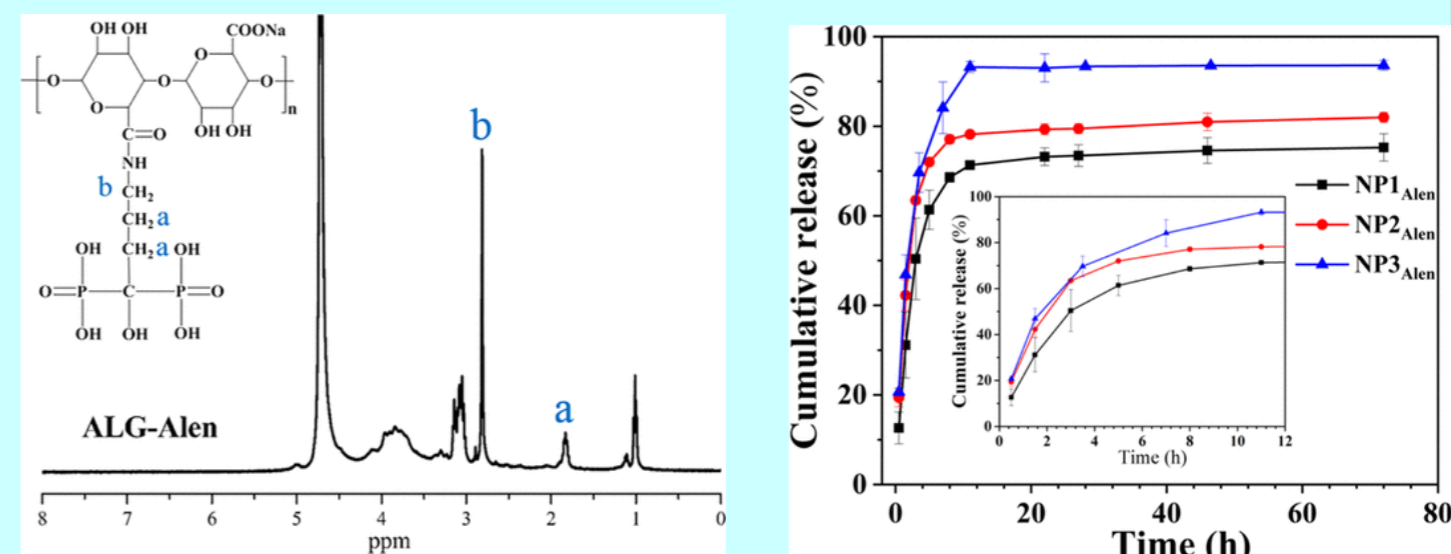 OH OH
COONa
O
O
O
O
O
n
C=O
OH OH
NH
b CH₂
CH₂ a
CH₂ a
OH OH
O=P—C—P=O
OH OH OH
b
a
ALG-Alen
8 7 6 5 4 3 2 1 0
ppm
Cumulative release (%)
100
80
60
40
20
0
0 20 40 60 80
Time (h)
NP1Alen
NP2Alen
NP3Alen
Cumulative release (%)
100
80
60
40
20
0
0 2 4 6 8 10 12
Time (h)